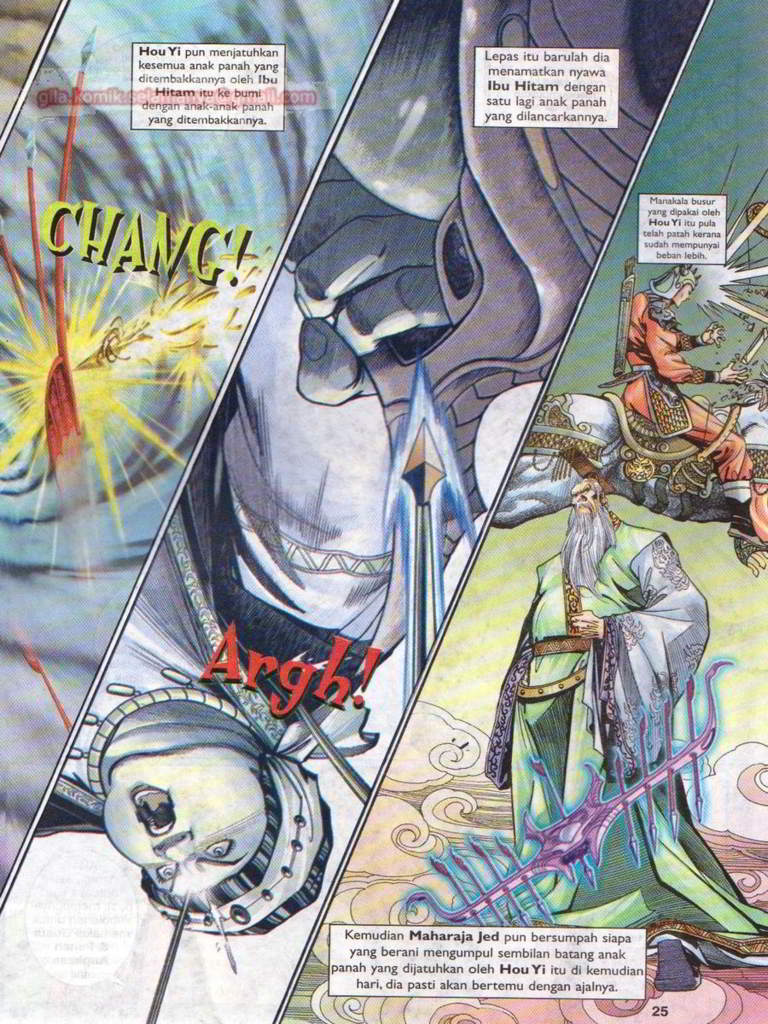 Hou Yi pun menjatuhkan
kesemua anak panah yang
ditembakkannya oleh Ibu
Hitam itu ke bumi
dengan anak-anak panah
yang ditembakkannya.
CHANG!
Lepas itu barulah dia
menamatkan nyawa
Ibu Hitam dengan
satu lagi anak panah
yang dilancarkannya.
Argh!
Manakala busur
yang dipakai oleh
Hou Yi itu pula
telah patah kerana
sudah mempunyai
beban lebih.
Kemudian Maharaja Jed pun bersumpah siapa
yang berani mengumpul sembilan batang anak
panah yang dijatuhkan oleh Hou Yi itu di kemudian
hari, dia pasti akan bertemu dengan ajalnya.
25